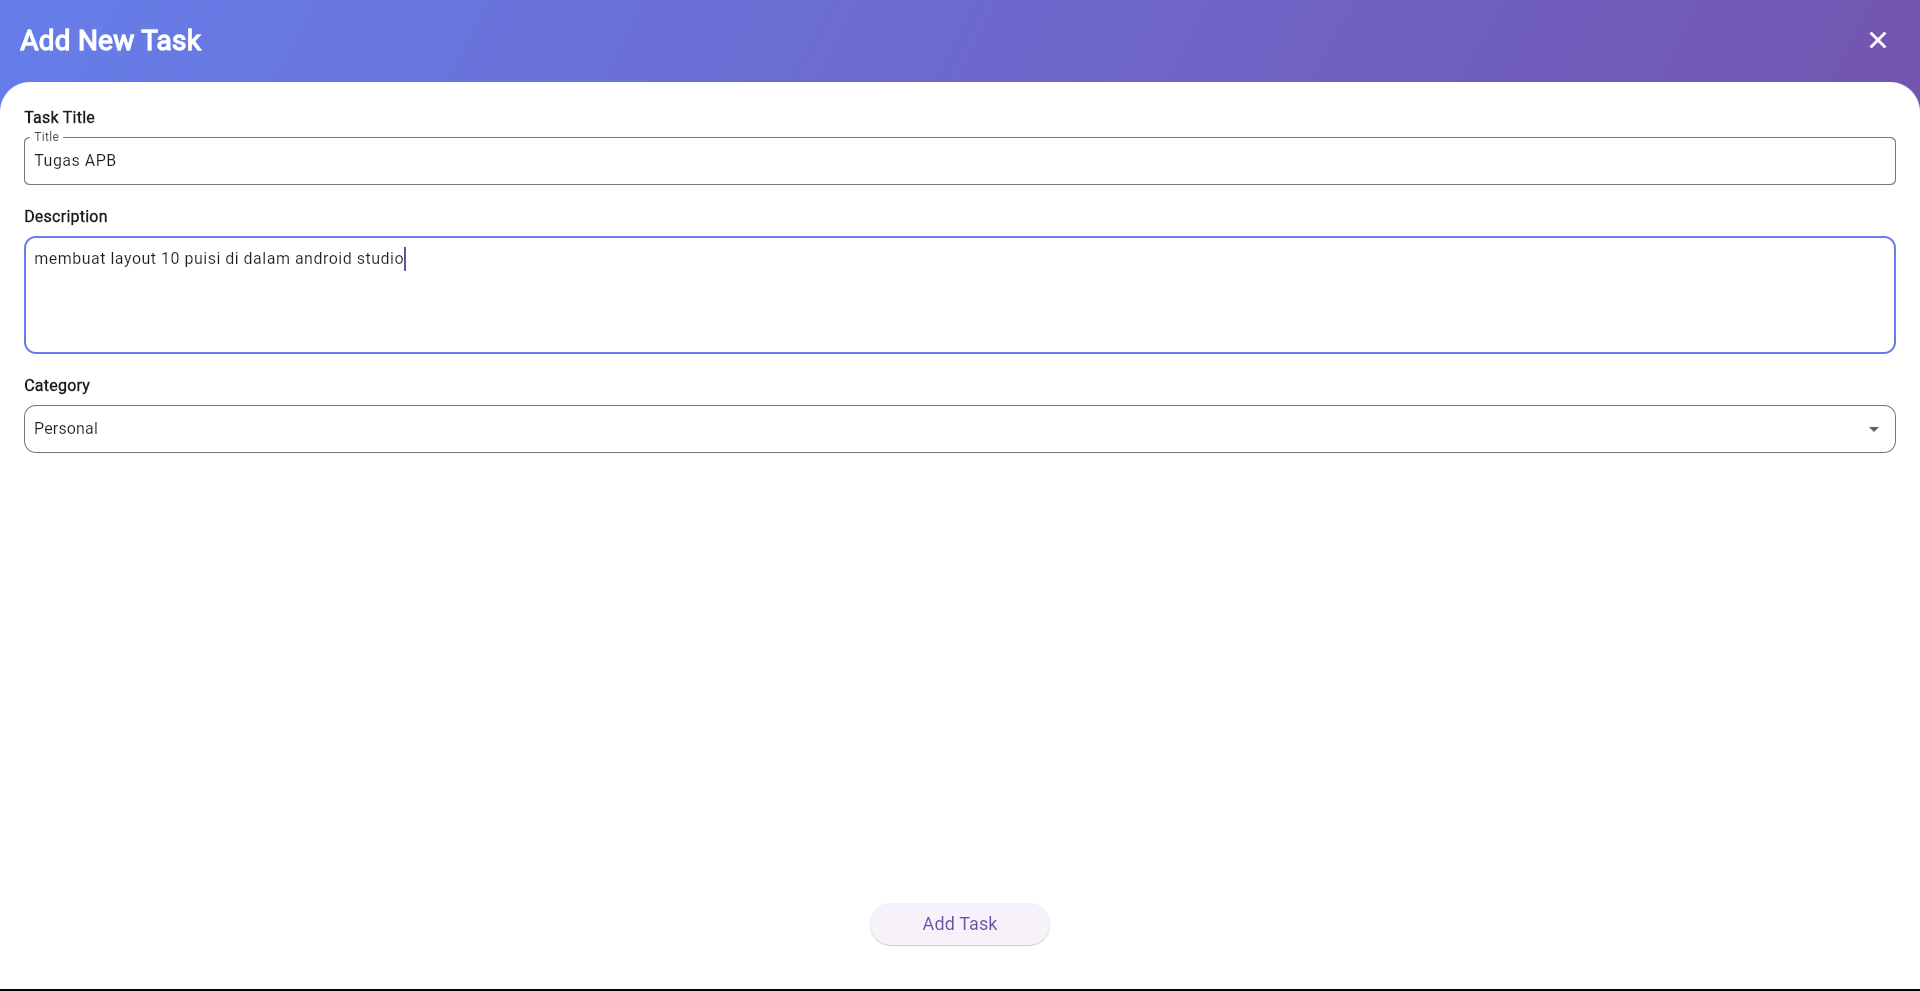 Add New Task
Task Title
Title
Tugas APB
Description
membuat layout 10 puisi di dalam android studio
Category
Personal
Add Task